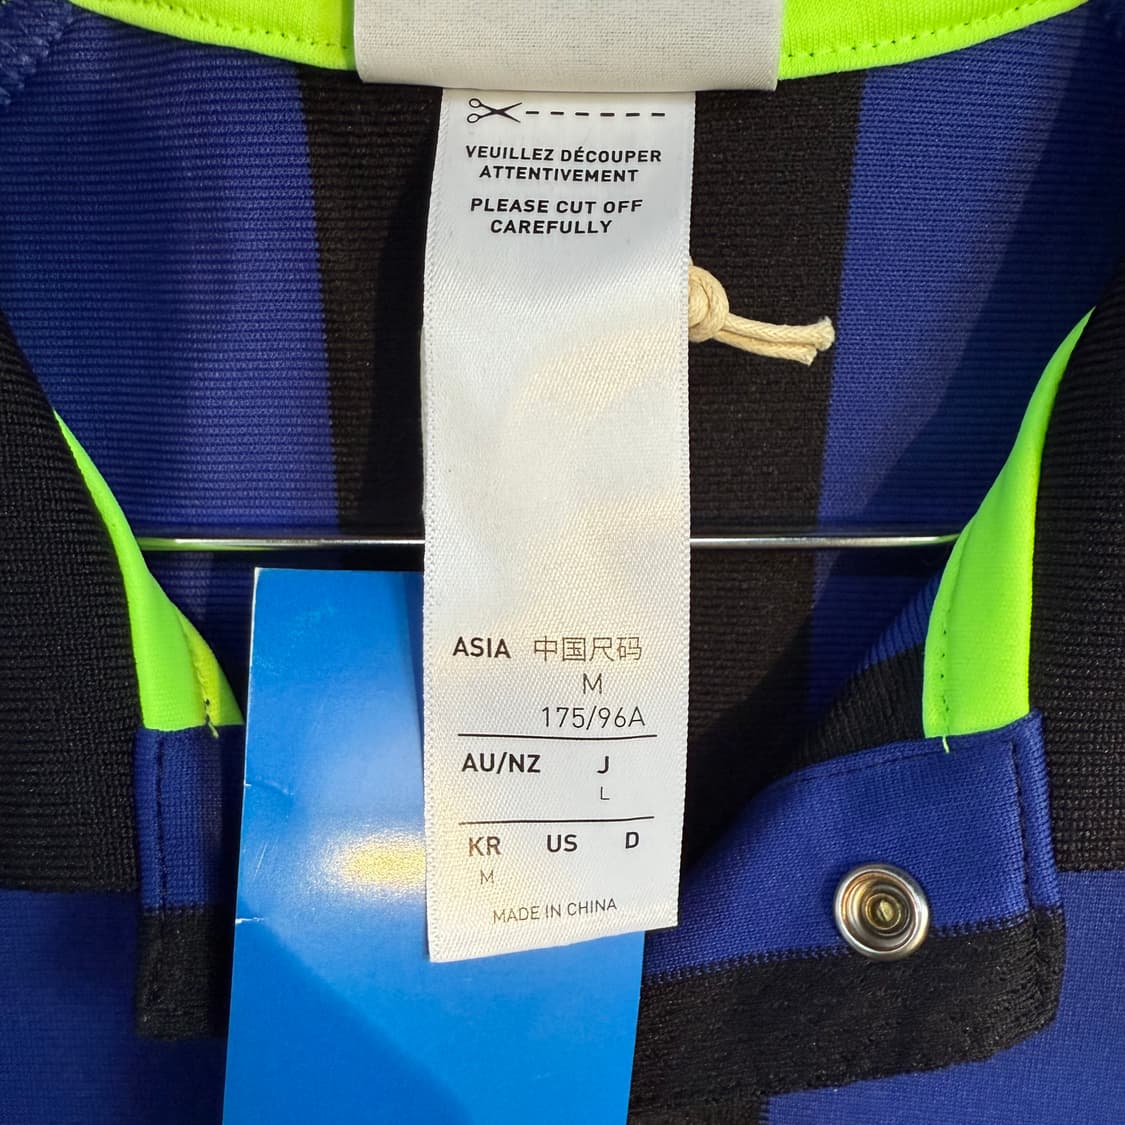 VEUILLEZ DÉCOUPER
ATTENTIVEMENT
PLEASE CUT OFF
CAREFULLY
ASIA 中国尺码
M
175/96A
AU/NZ J
L
KR US D
M
MADE IN CHINA